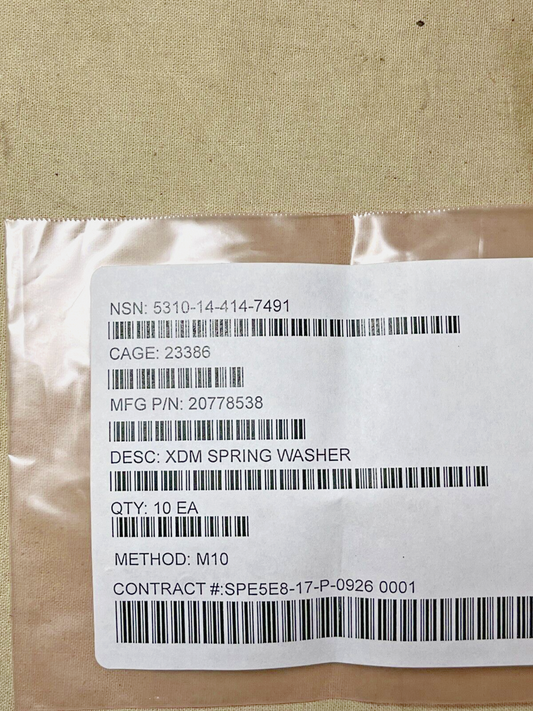 NSN: 5310-14-414-7491
CAGE: 23386
MFG P/N: 20778538
DESC: XDM SPRING WASHER
QTY: 10 EA
METHOD: M10
CONTRACT #:SPE5E8-17-P-0926 0001